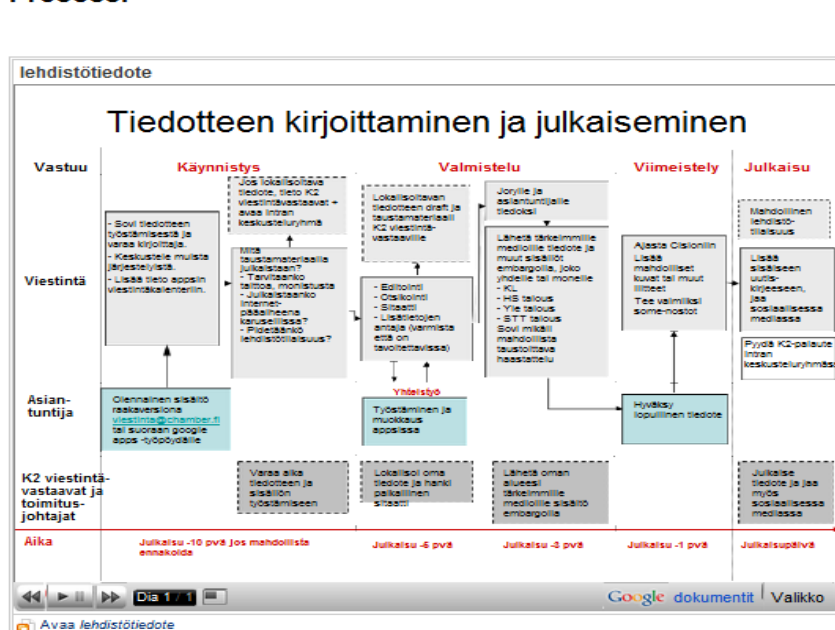 lehdistötiedote
Tiedotteen kirjoittaminen ja julkaiseminen
Vastuu
Käynnistys
Valmistelu
Viimeistely
Julkaisu
Viestintä
- Sovi tiedotteen
työstämisestä ja
varaa kirjoittaja.
- Keskustele muista
järjestelyistä.
- Lisää tieto appsin
viestintäkalenteriin.
Jos lokalisoitava
tiedote, tieto K2
viestintävastaavat +
avaa intran
keskusteluryhmä
Mitä
taustamateriaalia
julkaistaan?
- Tarvitaanko
taittoa, monistusta
- Julkaistaanko
internet-
pääaiheena
karusellissa?
- Pidetäänkö
lehdistötilaisuus?
Lokalisoitavan
tiedotteen draft ja
taustamateriaali
K2 viestintä-
vastaaville
- Editointi
- Otsikointi
- Sitaatti
- Lisätietojen
antaja (varmista
että on
tavoitettavissa)
Jorylle ja
asiantuntijalle
tiedoksi
Lähetä tärkeimmille
medioille tiedote ja
muut sisällöt
embargolla, joko
yhdelle tai monelle
- KL
- HS talous
- Yle talous
- STT talous
Sovi mikäli
mahdollista
taustoittava
haastattelu
Ajasta Cisioniin
Lisää
mahdolliset
kuvat tai muut
liitteet
Tee valmiiksi
some-nostot
Mahdollinen
lehdistö-
tilaisuus
Lisää
sisäiseen
uutis-
kirjeeseen,
jaa
sosiaalisessa
mediassa
Pyydä K2-palaute
intran
keskusteluryhmäs
Asian-
tuntija
Olennainen sisältö
raakaversiona
viestinta@chamber.fi
tai suoraan google
apps -työpöydälle
Yhteistyö
Työstäminen ja
muokkaus
appsissa
Hyväksy
lopullinen tiedote
K2 viestintä-
vastaavat ja
toimitus-
johtajat
Varaa aika
tiedotteen ja
sisällön
työstämiseen
Lokalisoi oma
tiedote ja hanki
paikallinen
sitaatti
Lähetä oman
alueesi
tärkeimmille
medioille sisältö
embargolla
Julkaise
tiedote ja jaa
myös
sosiaalisessa
mediassa
Aika
Julkaisu -10 pvä jos mahdollista
ennakoida
Julkaisu -5 pvä
Julkaisu -3 pvä
Julkaisu -1 pvä
Julkaisupäivä
Dia 1 / 1
Google dokumentit
Valikko
Avaa lehdistötiedote